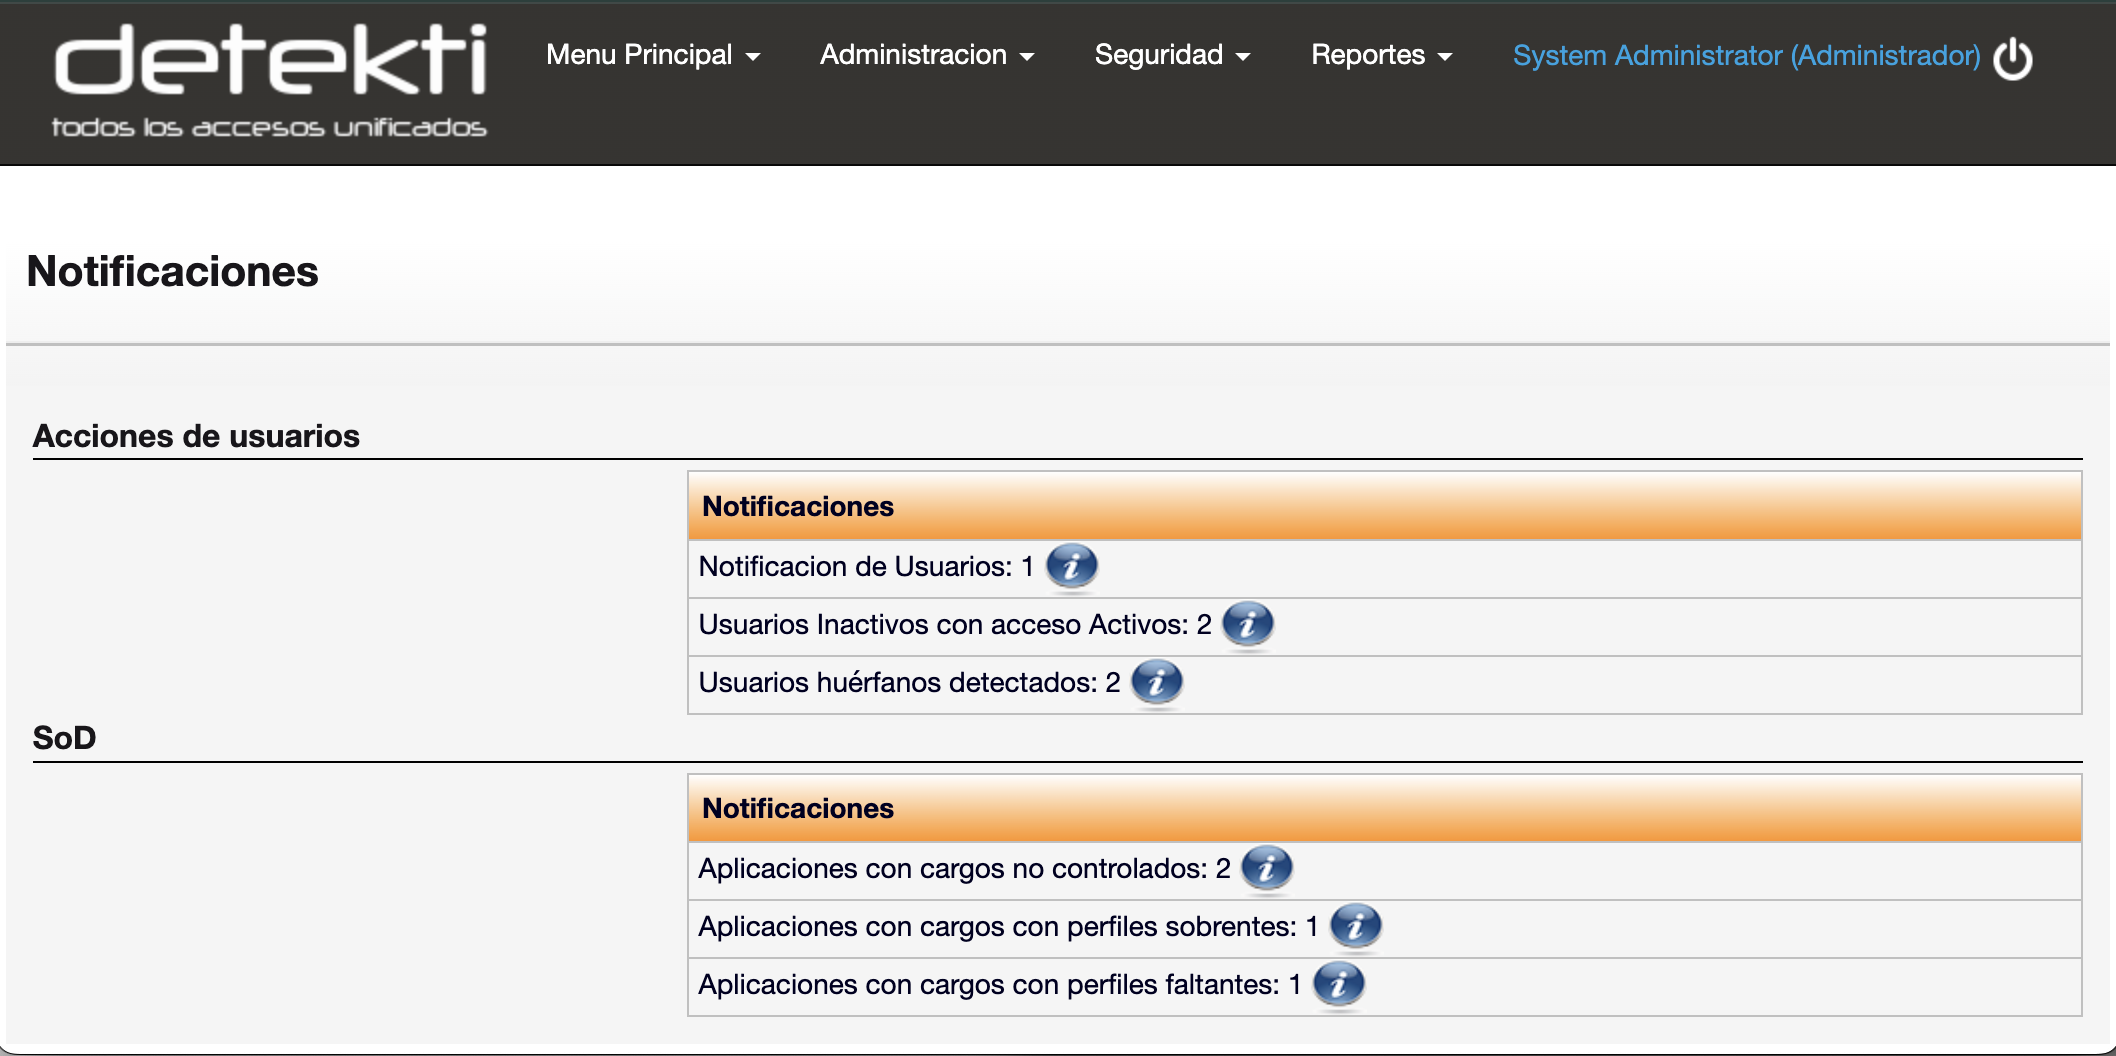 detekti
todos los accesos unificados
Menu Principal Administracion Seguridad Reportes System Administrator (Administrador)
Notificaciones
Acciones de usuarios
Notificaciones
Notificacion de Usuarios: 1
Usuarios Inactivos con acceso Activos: 2
Usuarios huérfanos detectados: 2
SoD
Notificaciones
Aplicaciones con cargos no controlados: 2
Aplicaciones con cargos con perfiles sobrentes: 1
Aplicaciones con cargos con perfiles faltantes: 1